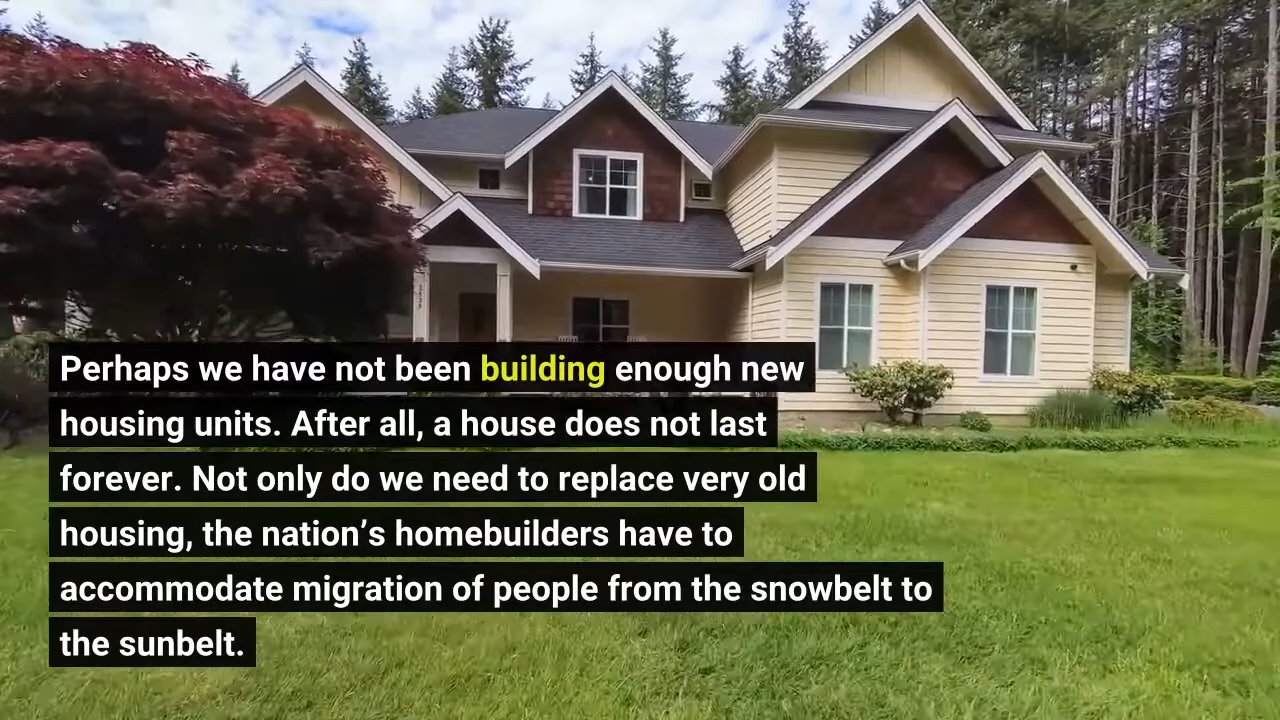 Perhaps we have not been building enough new
housing units. After all, a house does not last
forever. Not only do we need to replace very old
housing, the nation’s homebuilders have to
accommodate migration of people from the snowbelt to
the sunbelt.